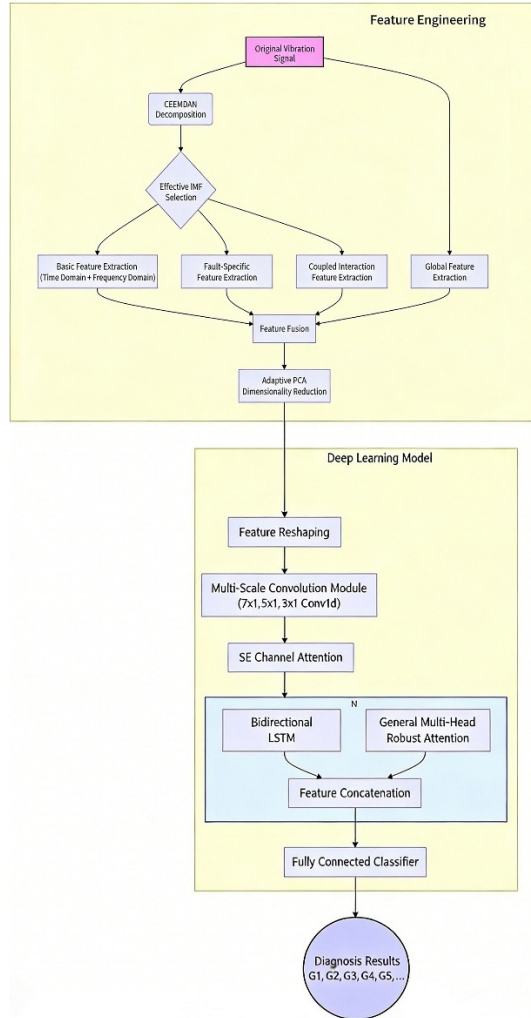 Feature Engineering
Original Vibration
Signal
CEEMDAN
Decomposition
Effective IMF
Selection
Basic Feature Extraction
(Time Domain + Frequency Domain)
Fault-Specific
Feature Extraction
Coupled Interaction
Feature Extraction
Global Feature
Extraction
Feature Fusion
Adaptive PCA
Dimensionality Reduction
Deep Learning Model
Feature Reshaping
Multi-Scale Convolution Module
(7x1,5x1,3x1 Conv1d)
SE Channel Attention
N
Bidirectional
LSTM
General Multi-Head
Robust Attention
Feature Concatenation
Fully Connected Classifier
Diagnosis Results
G1, G2, G3, G4, G5, ...